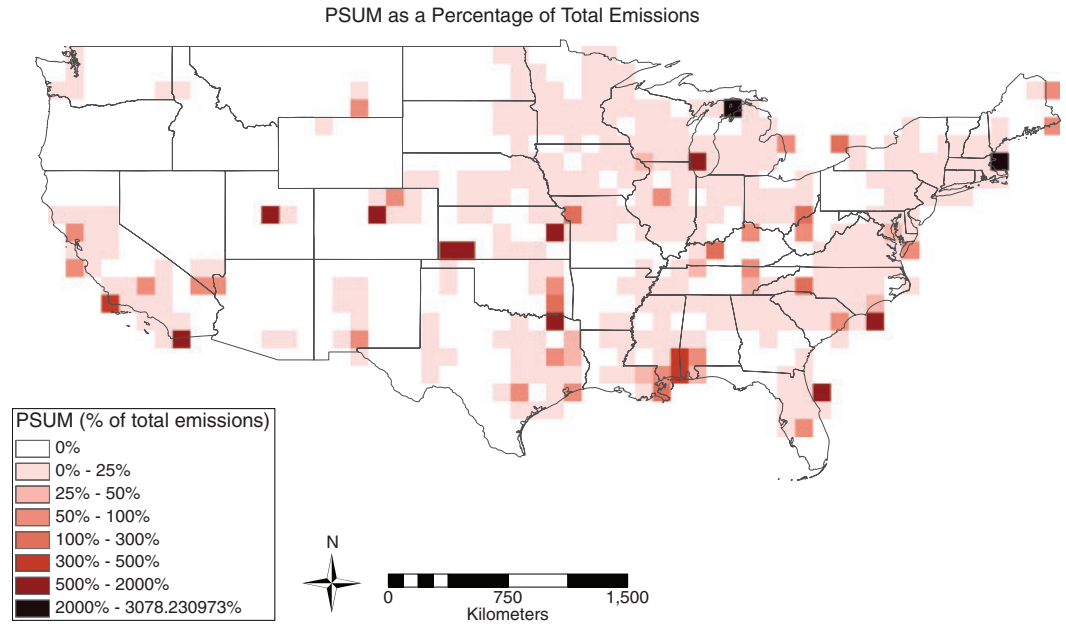 PSUM as a Percentage of Total Emissions
PSUM (% of total emissions)
0%
0% - 25%
25% - 50%
50% - 100%
100% - 300%
300% - 500%
500% - 2000%
2000% - 3078.230973%
N
0 750 1,500
Kilometers